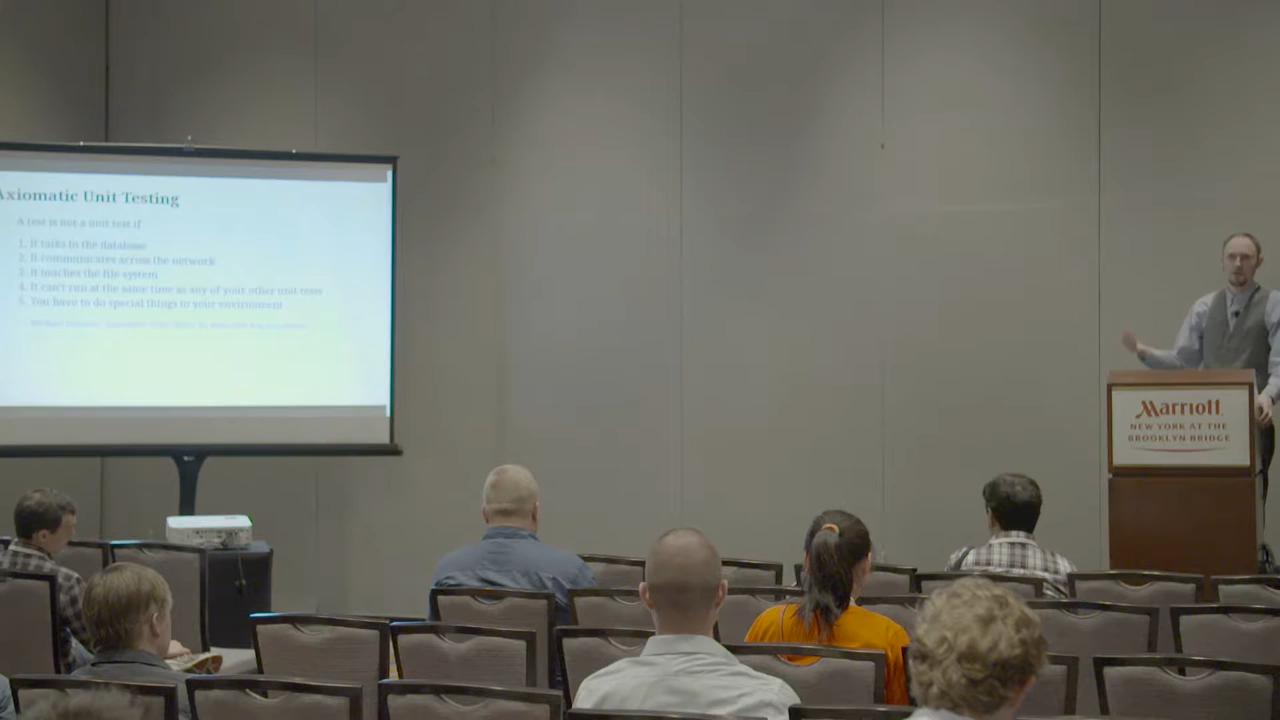 Axiomatic Unit Testing
A test is not a unit test if
1. It talks to the database
2. It communicates across the network
3. It touches the file system
4. It can't run at the same time as any of your other unit tests
5. You have to do special things to your environment
Marriott
NEW YORK AT THE
BROOKLYN BRIDGE